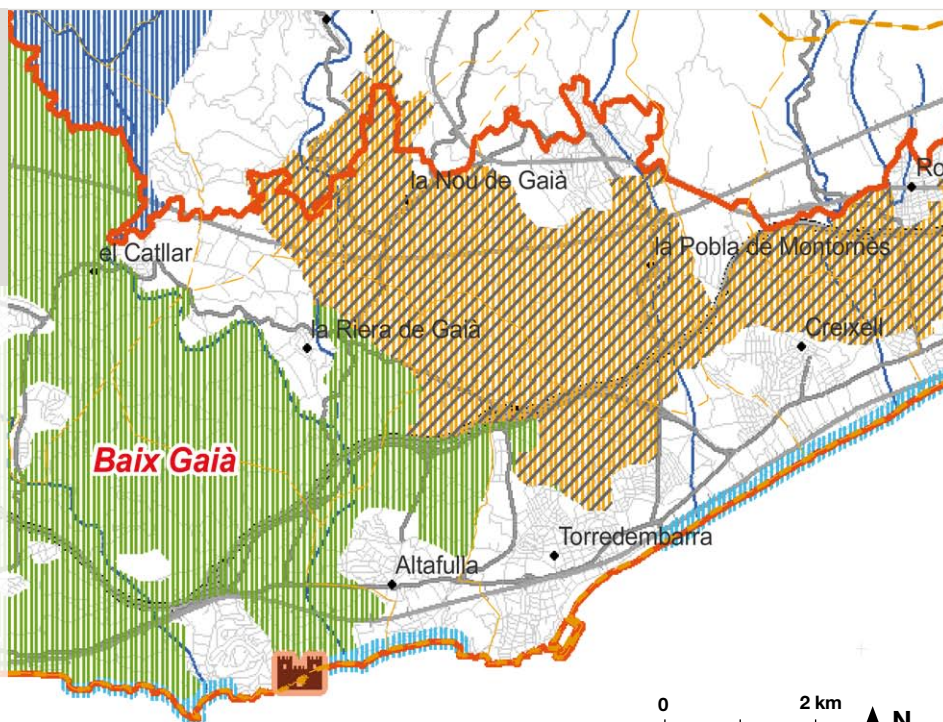 la Nou de Gaià
Ro
la Pobla de Montornès
el Catllar
la Riera de Gaià
Creixell
Baix Gaià
Torredembarra
Altafulla
0 2 km
N